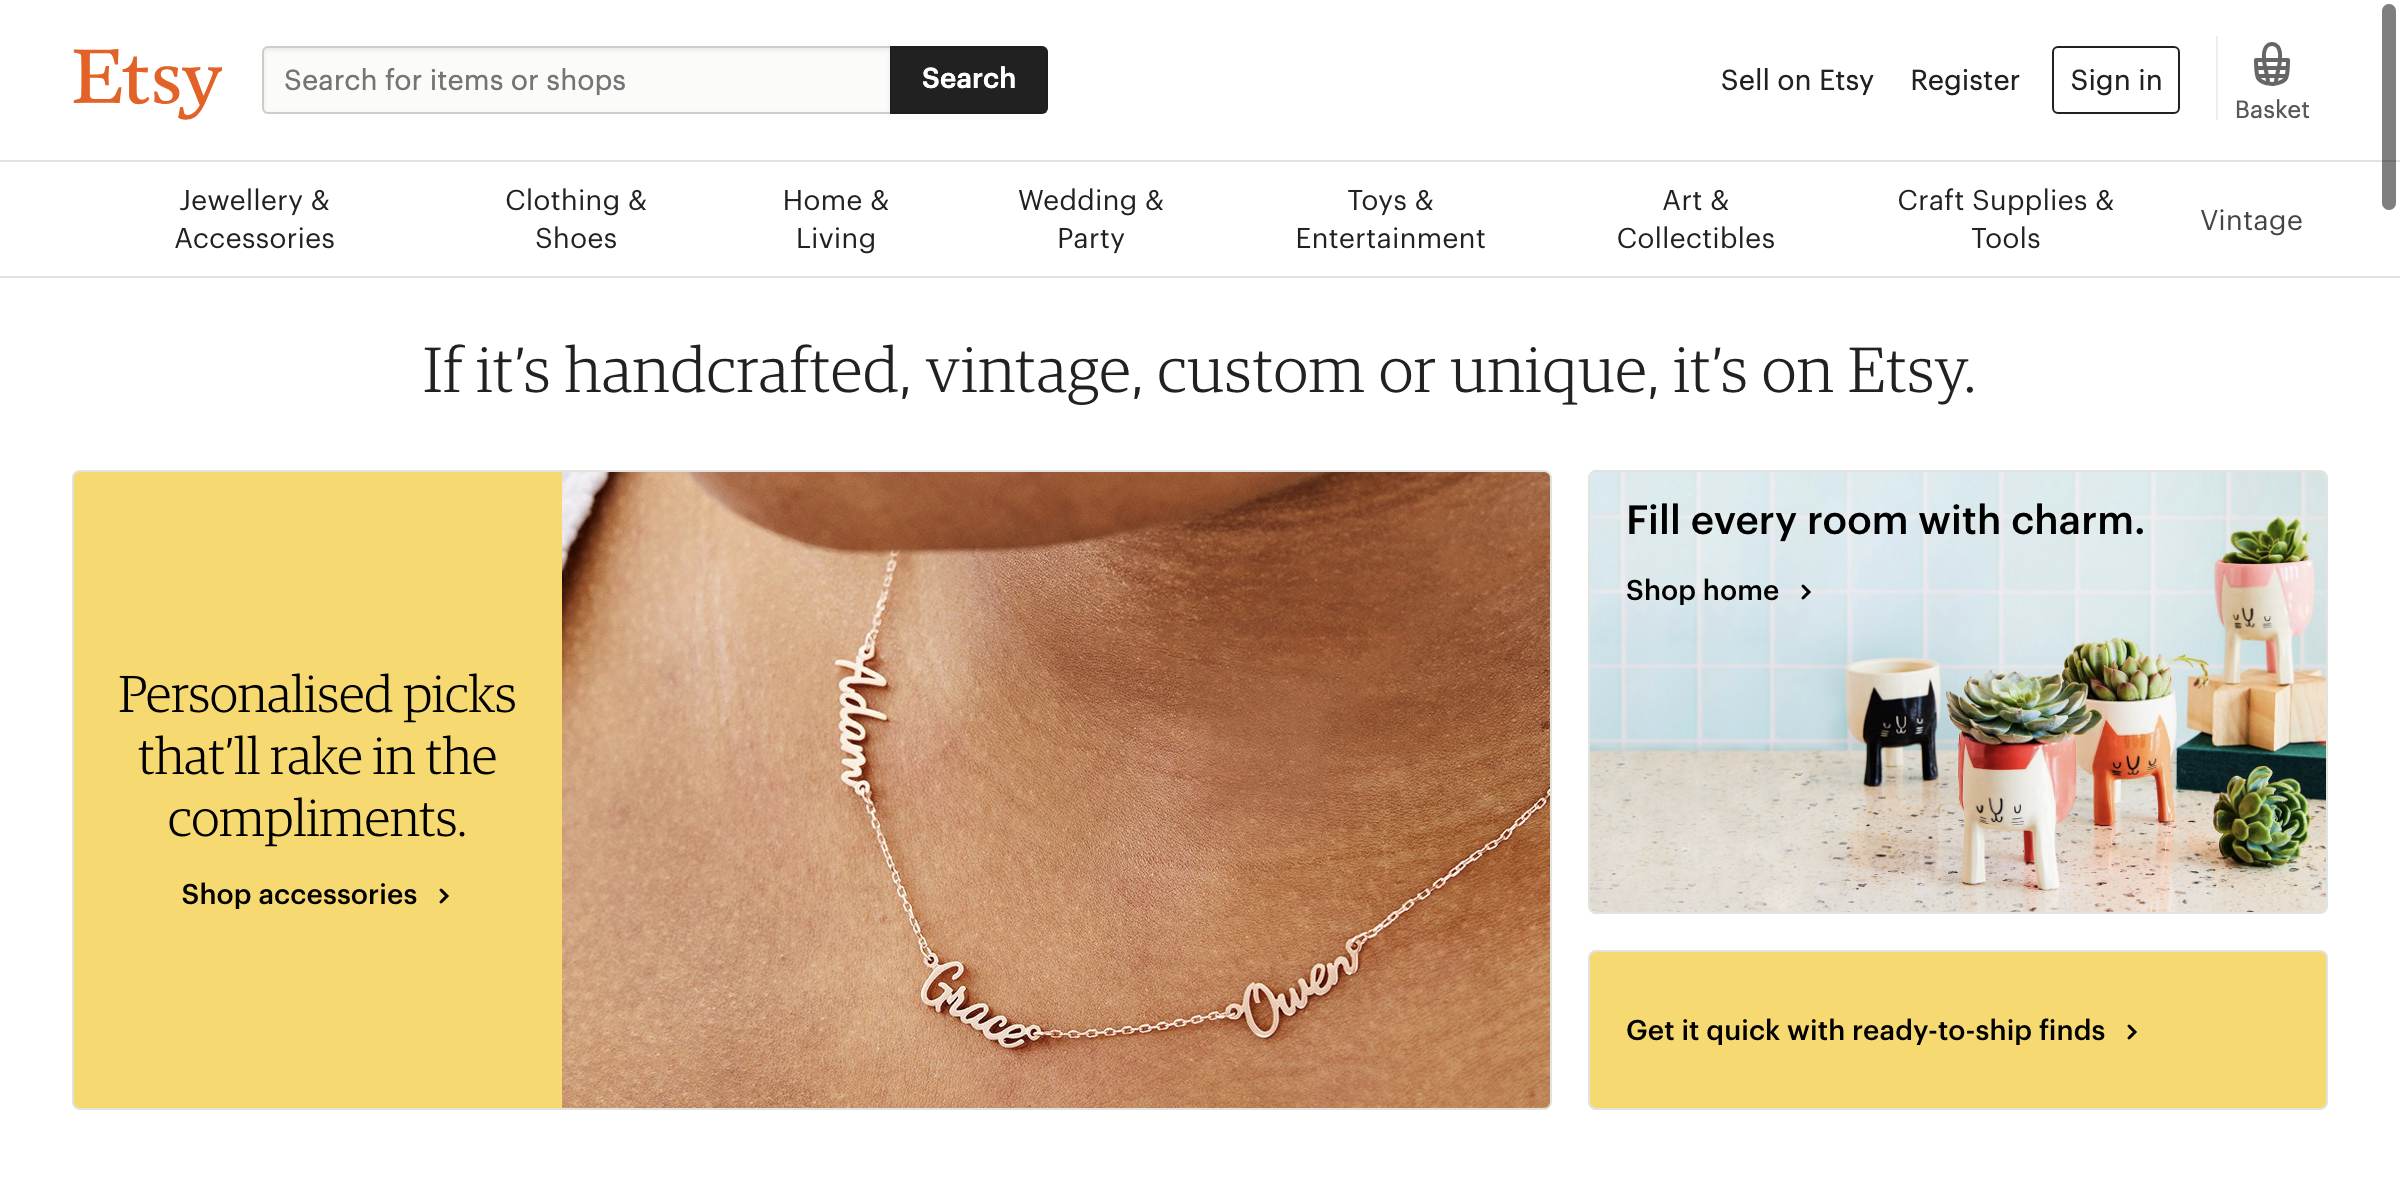 Etsy
Search for items or shops
Search
Sell on Etsy
Register
Sign in
Basket
Jewellery &
Accessories
Clothing &
Shoes
Home &
Living
Wedding &
Party
Toys &
Entertainment
Art &
Collectibles
Craft Supplies &
Tools
Vintage
If it’s handcrafted, vintage, custom or unique, it’s on Etsy.
Personalised picks
that’ll rake in the
compliments.
Shop accessories
Adam
Grace
Owen
Fill every room with charm.
Shop home
Get it quick with ready-to-ship finds